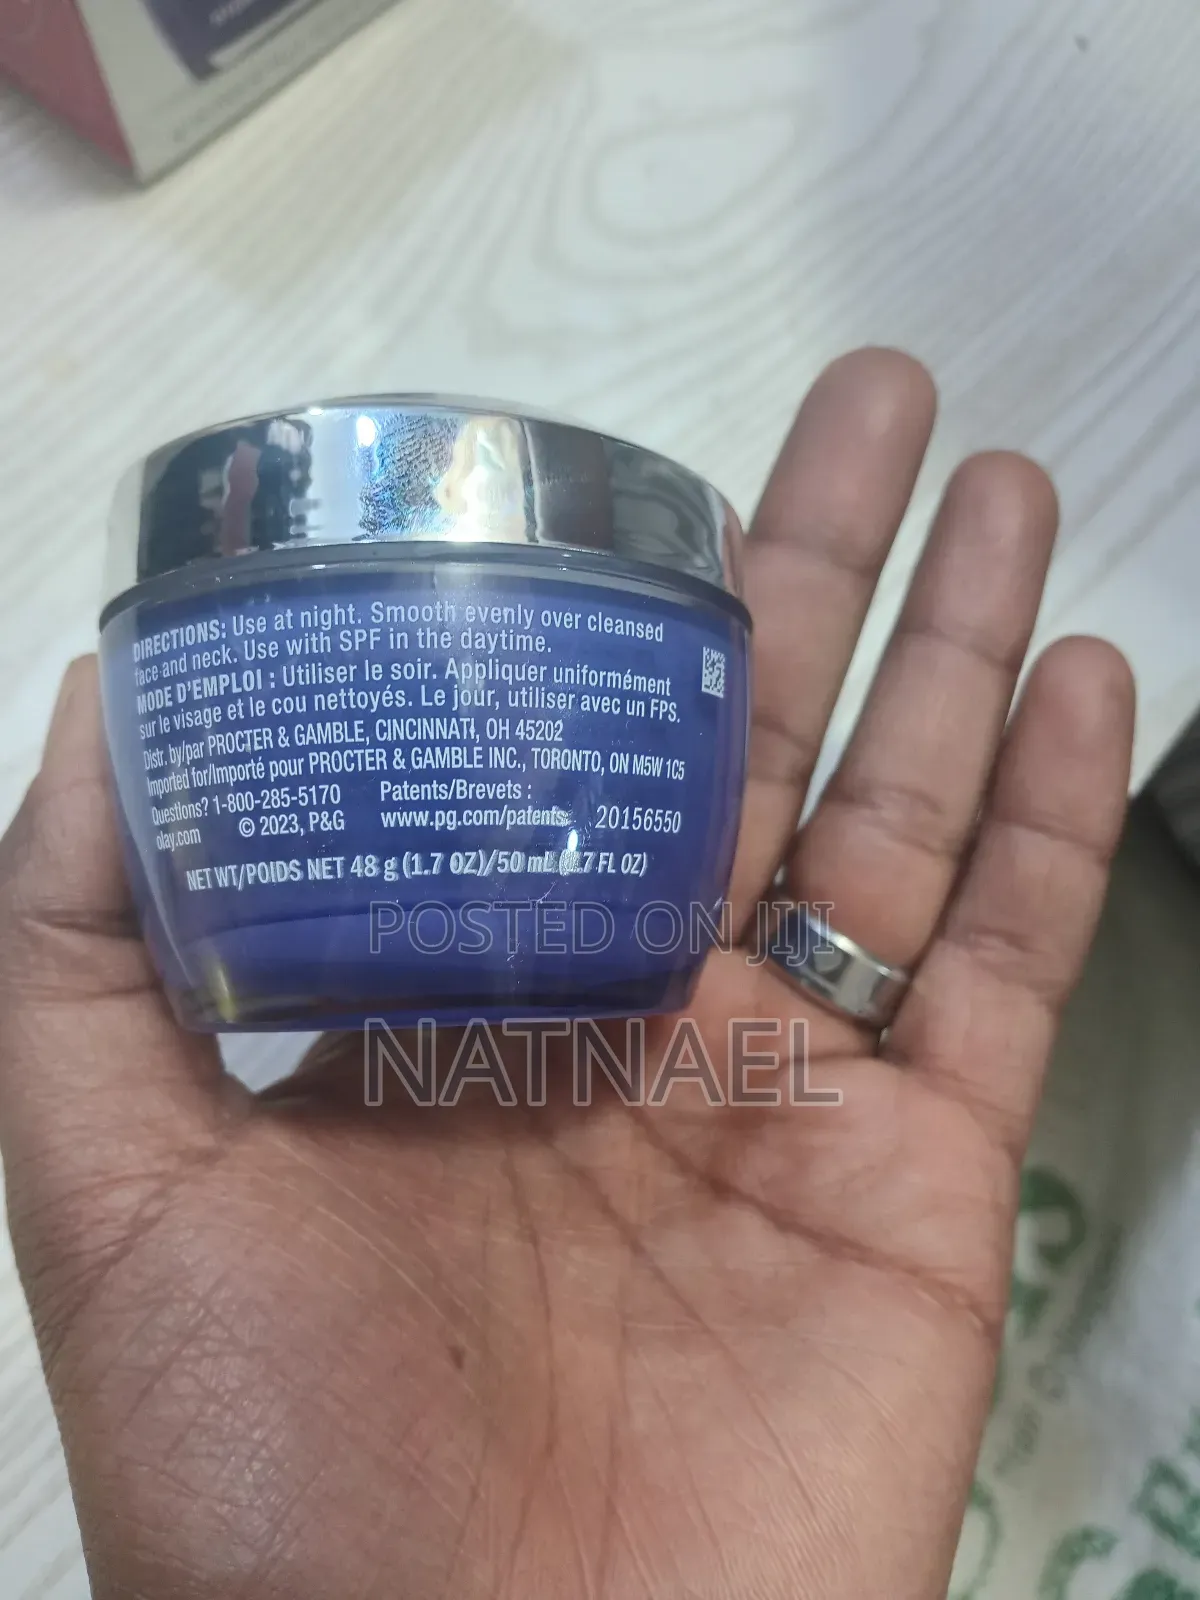 DIRECTIONS: Use at night. Smooth evenly over cleansed
face and neck. Use with SPF in the daytime.
MODE D'EMPLOI : Utiliser le soir. Appliquer uniformément
sur le visage et le cou nettoyés. Le jour, utiliser avec un FPS.
Distr. by/par PROCTER & GAMBLE, CINCINNATI, OH 45202
Imported for/Importé pour PROCTER & GAMBLE INC., TORONTO, ON M5W 1C5
Questions? 1-800-285-5170
olay.com © 2023, P&G
Patents/Brevets :
www.pg.com/patents 20156550
NET WT/POIDS NET 48 g (1.7 OZ)/50 mL (1.7 FL OZ)
POSTED ON JIJI
NATNAEL